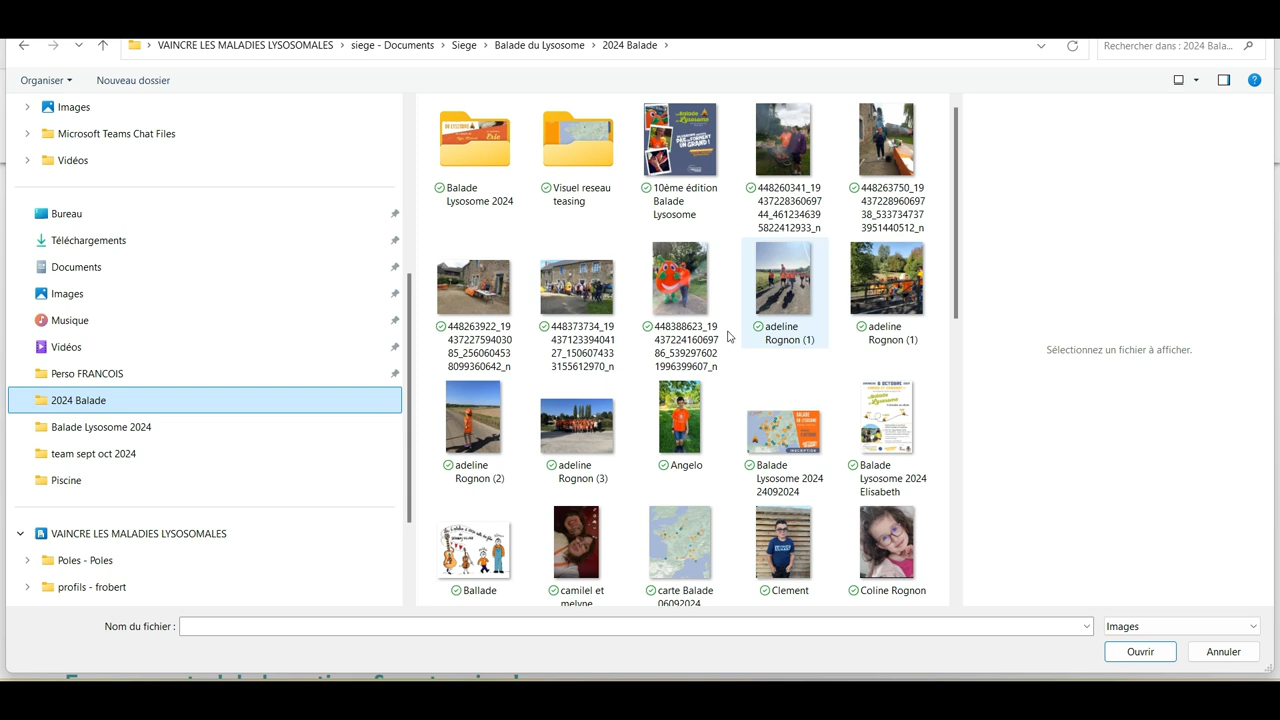 VAINCRE LES MALADIES LYSOSOMALES > siege - Documents > Siege > Balade du Lysosome > 2024 Balade >
Rechercher dans : 2024 Bala...
Organiser
Nouveau dossier
Images
Microsoft Teams Chat Files
Vidéos
Bureau
Téléchargements
Documents
Images
Musique
Vidéos
Perso FRANCOIS
2024 Balade
Balade Lysosome 2024
team sept oct 2024
Piscine
VAINCRE LES MALADIES LYSOSOMALES
Poles - Poles
profils - frobert
Balade
Lysosome 2024
Visuel reseau
teasing
10ème édition
Balade
Lysosome
448260341_19
437228360697
44_461234639
5822412933_n
448263750_19
437228960697
38_533734737
3951440512_n
448263922_19
437227594030
85_256060453
8099360642_n
448373734_19
437123394041
27_150607433
3155612970_n
448388623_19
437224160697
86_539297602
1996399607_n
adeline
Rognon (1)
adeline
Rognon (1)
adeline
Rognon (2)
adeline
Rognon (3)
Angelo
Balade
Lysosome 2024
24092024
Balade
Lysosome 2024
Elisabeth
Ballade
camilel et
melyne
carte Balade
06092024
Clement
Coline Rognon
Sélectionnez un fichier à afficher.
Nom du fichier :
Images
Ouvrir
Annuler